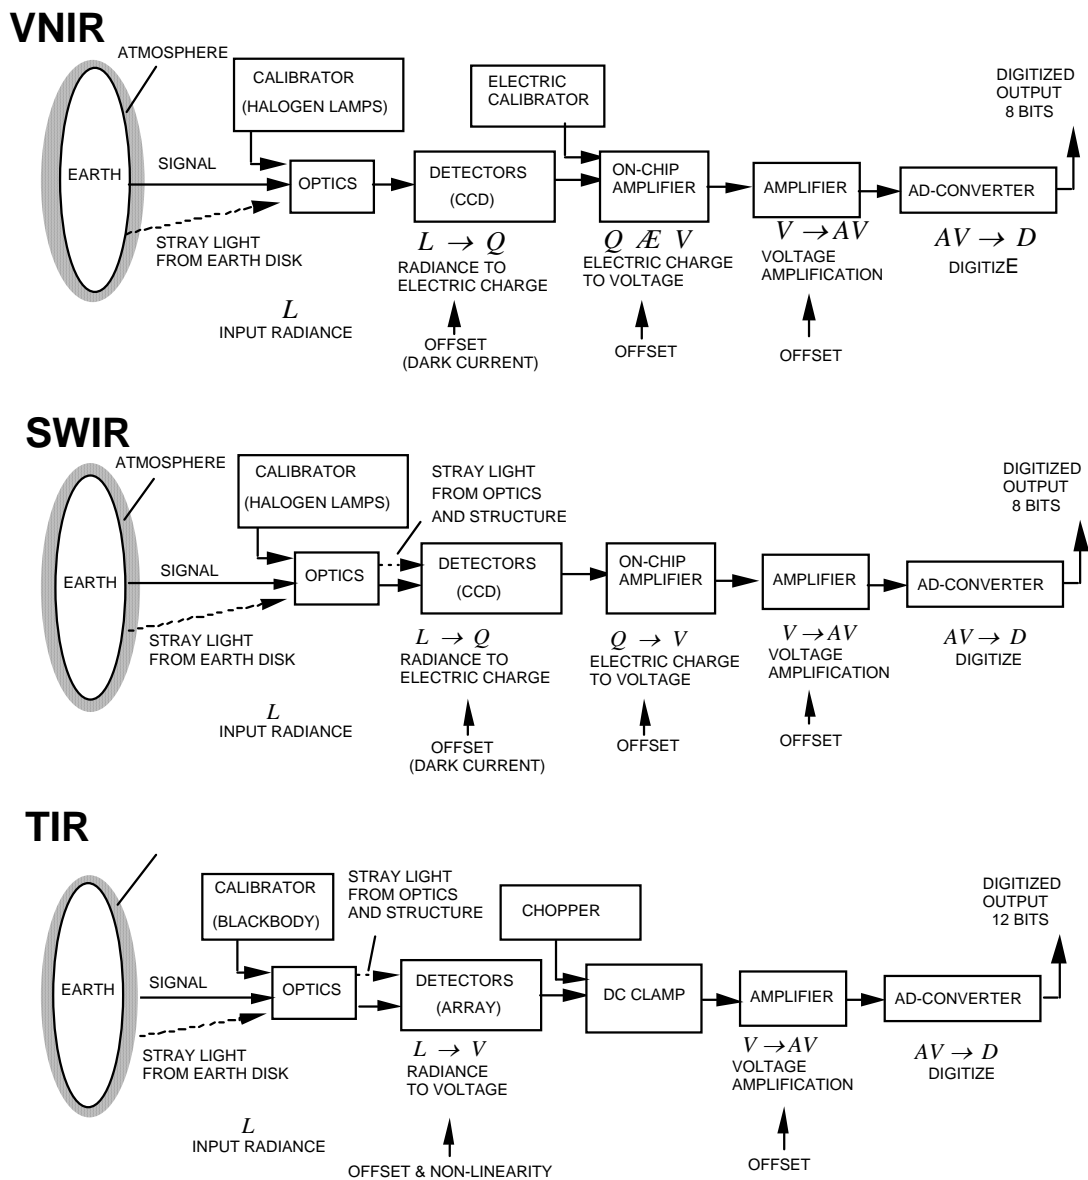 VNIR
ATMOSPHERE
CALIBRATOR
(HALOGEN LAMPS)
ELECTRIC
CALIBRATOR
DIGITIZED
OUTPUT
8 BITS
EARTH
SIGNAL
OPTICS
DETECTORS
(CCD)
ON-CHIP
AMPLIFIER
AMPLIFIER
AD-CONVERTER
STRAY LIGHT
FROM EARTH DISK
L → Q
RADIANCE TO
ELECTRIC CHARGE
Q Æ V
ELECTRIC CHARGE
TO VOLTAGE
V → AV
VOLTAGE
AMPLIFICATION
AV → D
DIGITIZE
L
INPUT RADIANCE
OFFSET
(DARK CURRENT)
OFFSET
OFFSET
SWIR
ATMOSPHERE
CALIBRATOR
(HALOGEN LAMPS)
STRAY LIGHT
FROM OPTICS
AND STRUCTURE
DIGITIZED
OUTPUT
8 BITS
EARTH
SIGNAL
OPTICS
DETECTORS
(CCD)
ON-CHIP
AMPLIFIER
AMPLIFIER
AD-CONVERTER
STRAY LIGHT
FROM EARTH DISK
L → Q
RADIANCE TO
ELECTRIC CHARGE
Q → V
ELECTRIC CHARGE
TO VOLTAGE
V → AV
VOLTAGE
AMPLIFICATION
AV → D
DIGITIZE
L
INPUT RADIANCE
OFFSET
(DARK CURRENT)
OFFSET
OFFSET
TIR
CALIBRATOR
(BLACKBODY)
STRAY LIGHT
FROM OPTICS
AND STRUCTURE
CHOPPER
DIGITIZED
OUTPUT
12 BITS
EARTH
SIGNAL
OPTICS
DETECTORS
(ARRAY)
DC CLAMP
AMPLIFIER
AD-CONVERTER
STRAY LIGHT
FROM EARTH DISK
L → V
RADIANCE
TO VOLTAGE
V → AV
VOLTAGE
AMPLIFICATION
AV → D
DIGITIZE
L
INPUT RADIANCE
OFFSET & NON-LINEARITY
OFFSET